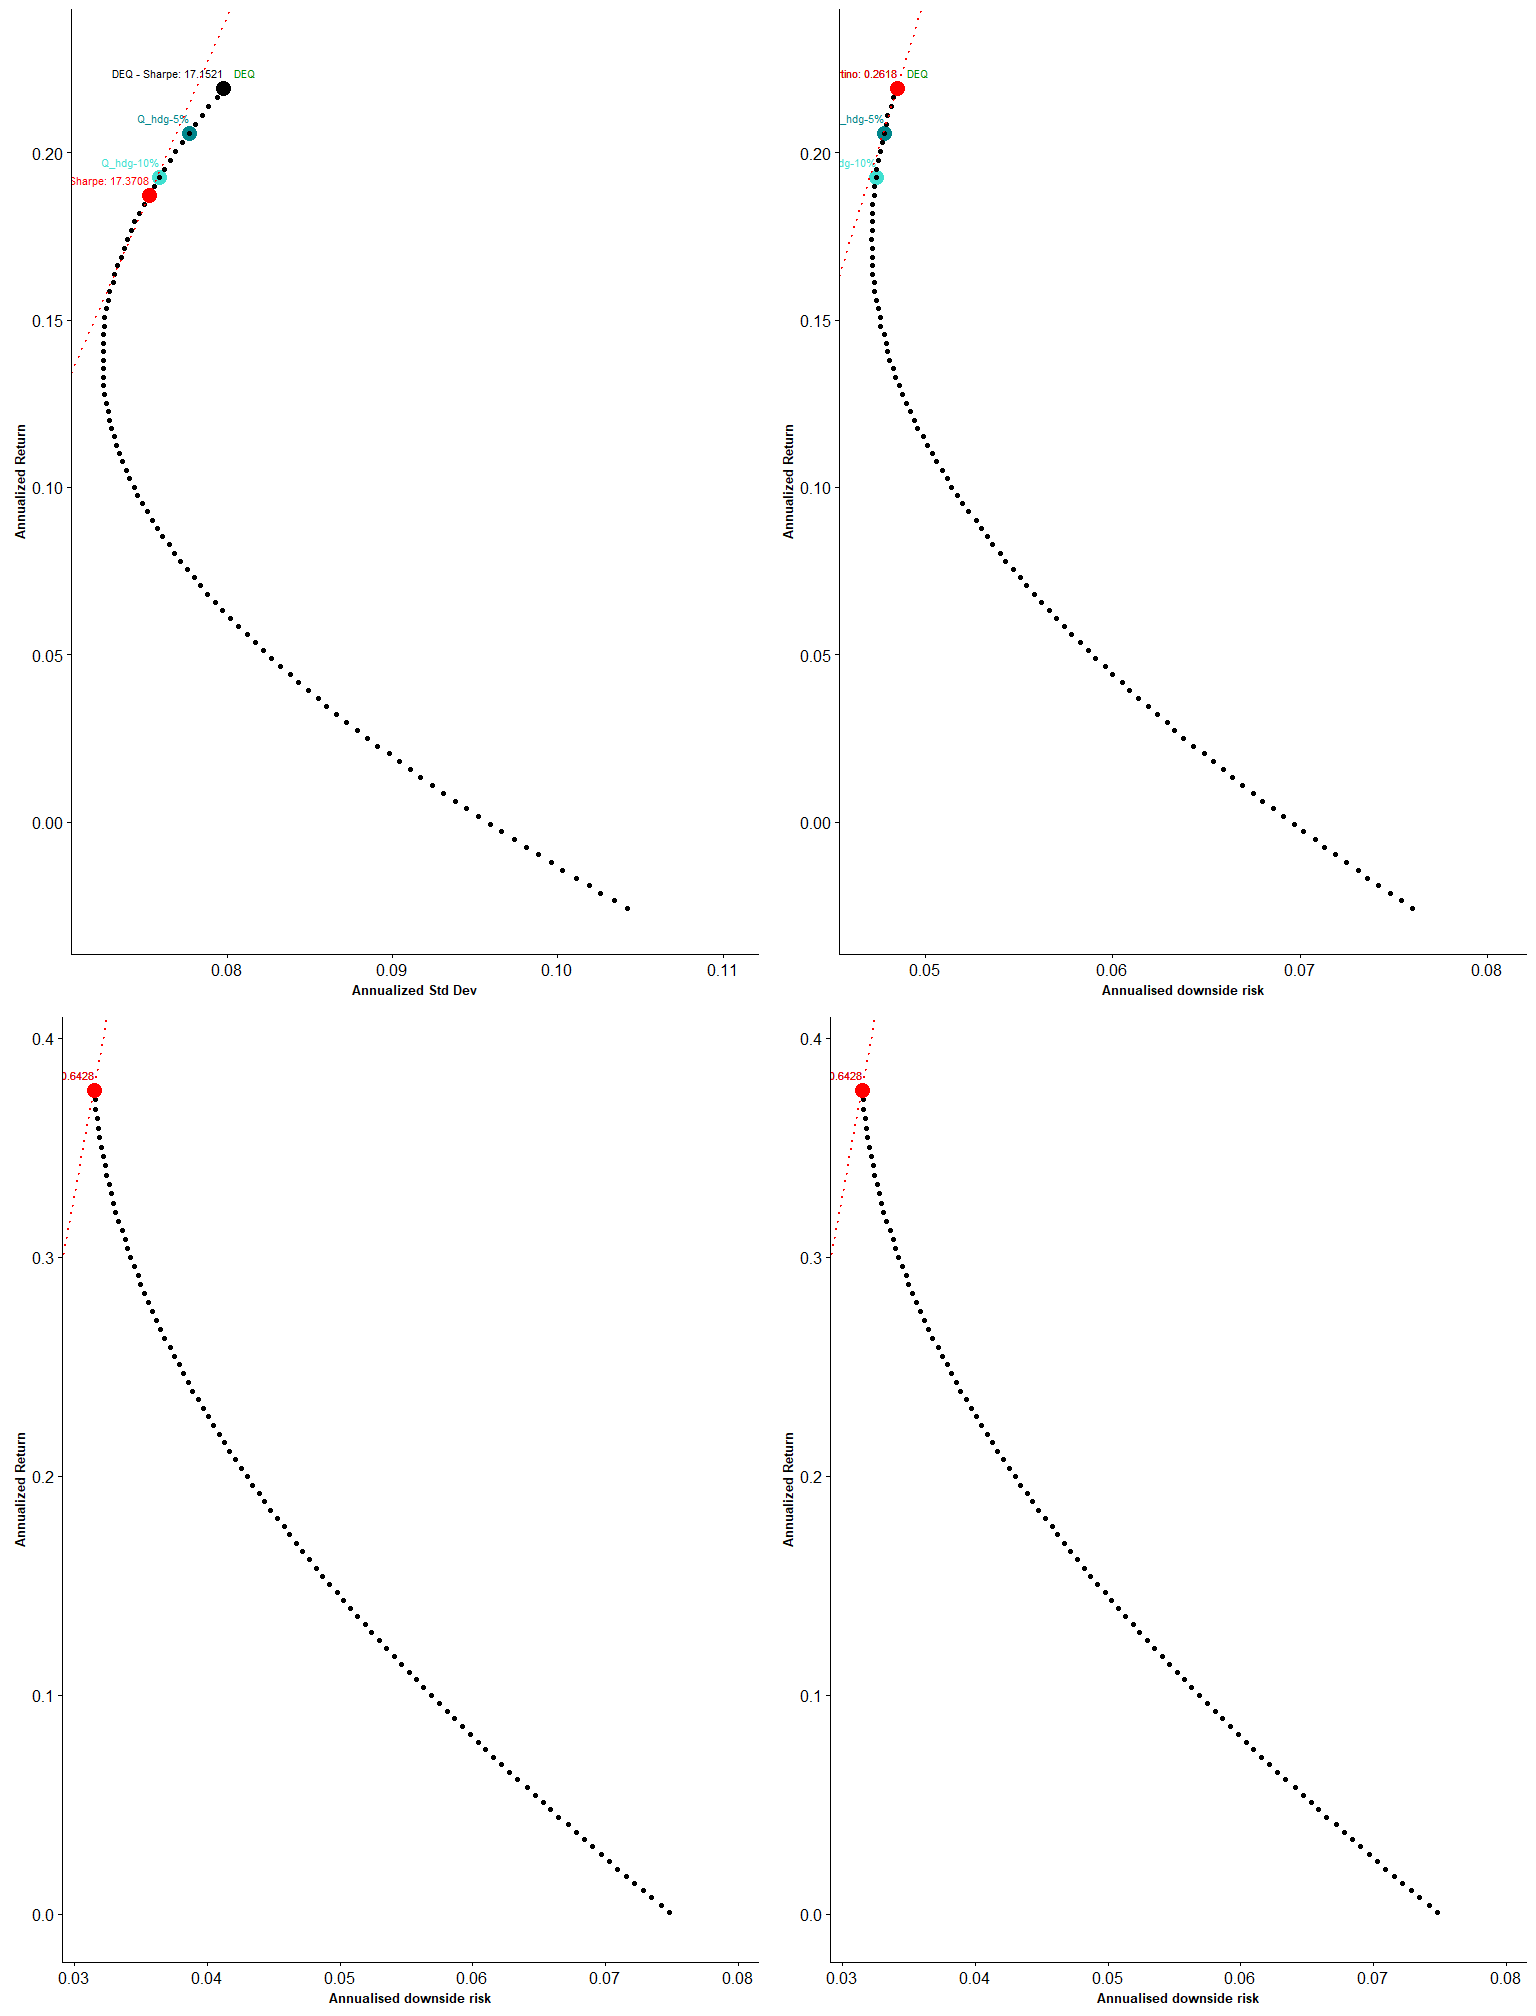 DEQ - Sharpe: 17.1521 DEQ
Q_hdg-5%
Q_hdg-10%
Sharpe: 17.3708
0.20
0.15
0.10
0.05
0.00
Annualized Return
0.08 0.09 0.10 0.11
Annualized Std Dev
rtino: 0.2618 DEQ
_hdg-5%
dg-10%
0.20
0.15
0.10
0.05
0.00
Annualized Return
0.05 0.06 0.07 0.08
Annualised downside risk
0.6428
0.4
0.3
0.2
0.1
0.0
Annualized Return
0.03 0.04 0.05 0.06 0.07 0.08
Annualised downside risk
0.6428
0.4
0.3
0.2
0.1
0.0
Annualized Return
0.03 0.04 0.05 0.06 0.07 0.08
Annualised downside risk